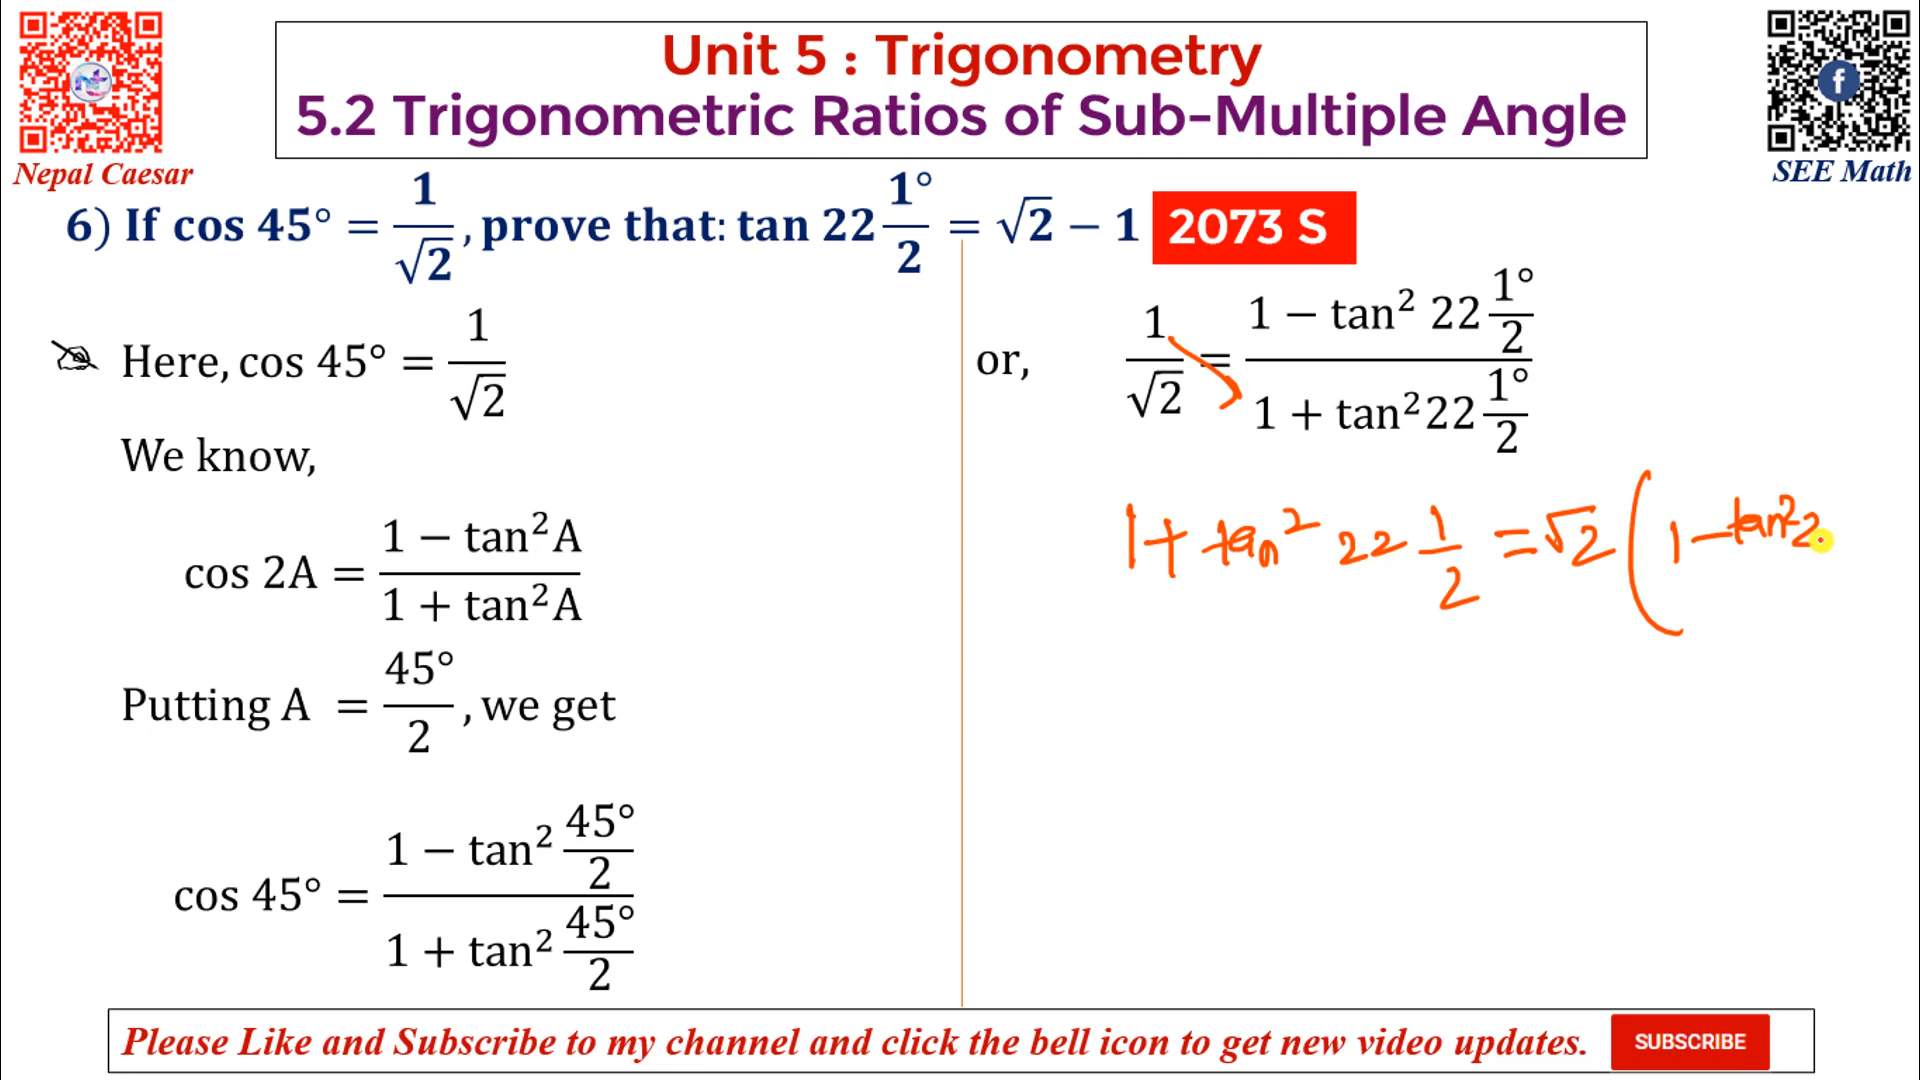 Unit 5 : Trigonometry
5.2 Trigonometric Ratios of Sub-Multiple Angle
Nepal Caesar
SEE Math
6) If cos 45° = 1/√2, prove that: tan 22 1°/2 = √2 − 1
2073 S
Here, cos 45° = 1/√2
We know,
cos 2A = (1 − tan²A)/(1 + tan²A)
Putting A = 45°/2, we get
cos 45° = (1 − tan² 45°/2)/(1 + tan² 45°/2)
or, 1/√2 = (1 − tan² 22 1°/2)/(1 + tan²22 1°/2)
1 + tan² 22 1/2 = √2 (1 − tan² 2
Please Like and Subscribe to my channel and click the bell icon to get new video updates.
SUBSCRIBE